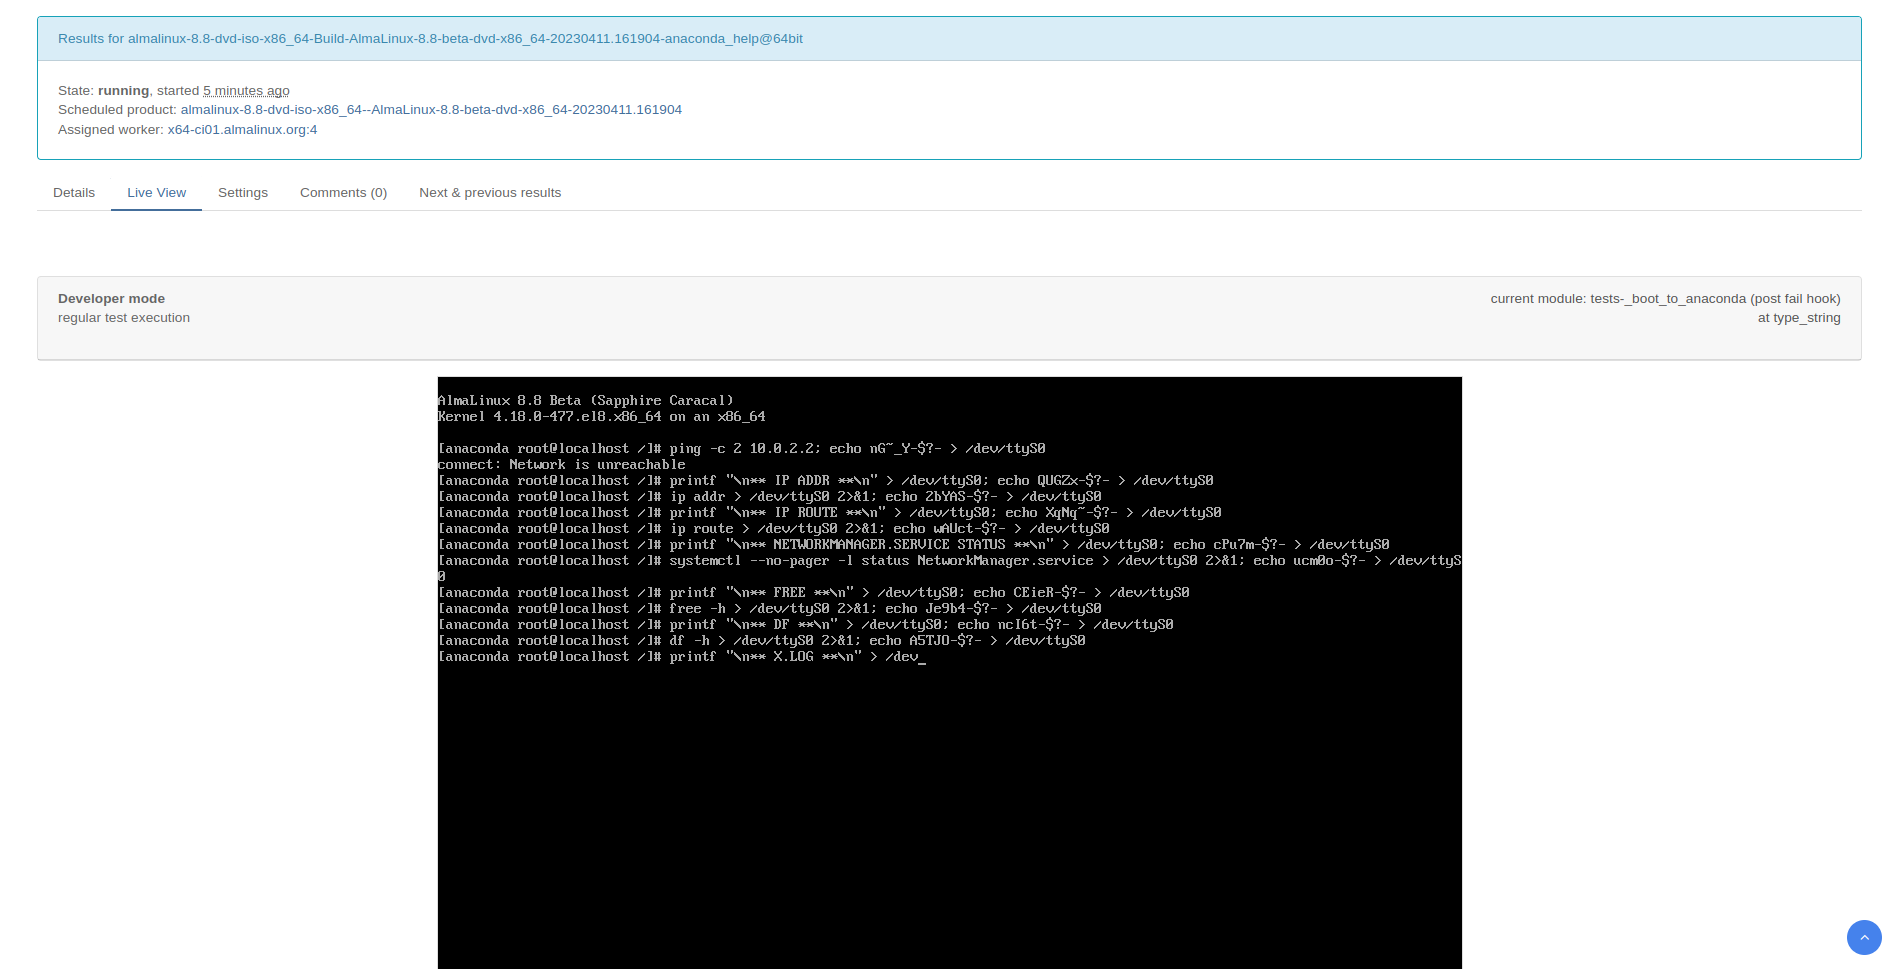 Results for almalinux-8.8-dvd-iso-x86_64-Build-AlmaLinux-8.8-beta-dvd-x86_64-20230411.161904-anaconda_help@64bit
State: running, started 5 minutes ago
Scheduled product: almalinux-8.8-dvd-iso-x86_64--AlmaLinux-8.8-beta-dvd-x86_64-20230411.161904
Assigned worker: x64-ci01.almalinux.org:4
Details Live View Settings Comments (0) Next & previous results
Developer mode
regular test execution
current module: tests-_boot_to_anaconda (post fail hook)
at type_string
AlmaLinux 8.8 Beta (Sapphire Caracal)
Kernel 4.18.0-477.el8.x86_64 on an x86_64
[anaconda root@localhost /]# ping -c 2 10.0.2.2; echo nG~_Y-$?- > /dev/ttyS0
connect: Network is unreachable
[anaconda root@localhost /]# printf "\n** IP ADDR **\n" > /dev/ttyS0; echo QUGZx-$?- > /dev/ttyS0
[anaconda root@localhost /]# ip addr > /dev/ttyS0 2>&1; echo 2bYAS-$?- > /dev/ttyS0
[anaconda root@localhost /]# printf "\n** IP ROUTE **\n" > /dev/ttyS0; echo XqNq~-$?- > /dev/ttyS0
[anaconda root@localhost /]# ip route > /dev/ttyS0 2>&1; echo wAUct-$?- > /dev/ttyS0
[anaconda root@localhost /]# printf "\n** NETWORKMANAGER.SERVICE STATUS **\n" > /dev/ttyS0; echo cPu7m-$?- > /dev/ttyS0
[anaconda root@localhost /]# systemctl --no-pager -l status NetworkManager.service > /dev/ttyS0 2>&1; echo ucm0o-$?- > /dev/ttyS
0
[anaconda root@localhost /]# printf "\n** FREE **\n" > /dev/ttyS0; echo CEieR-$?- > /dev/ttyS0
[anaconda root@localhost /]# free -h > /dev/ttyS0 2>&1; echo Je9b4-$?- > /dev/ttyS0
[anaconda root@localhost /]# printf "\n** DF **\n" > /dev/ttyS0; echo ncI6t-$?- > /dev/ttyS0
[anaconda root@localhost /]# df -h > /dev/ttyS0 2>&1; echo A5TJO-$?- > /dev/ttyS0
[anaconda root@localhost /]# printf "\n** X.LOG **\n" > /dev_